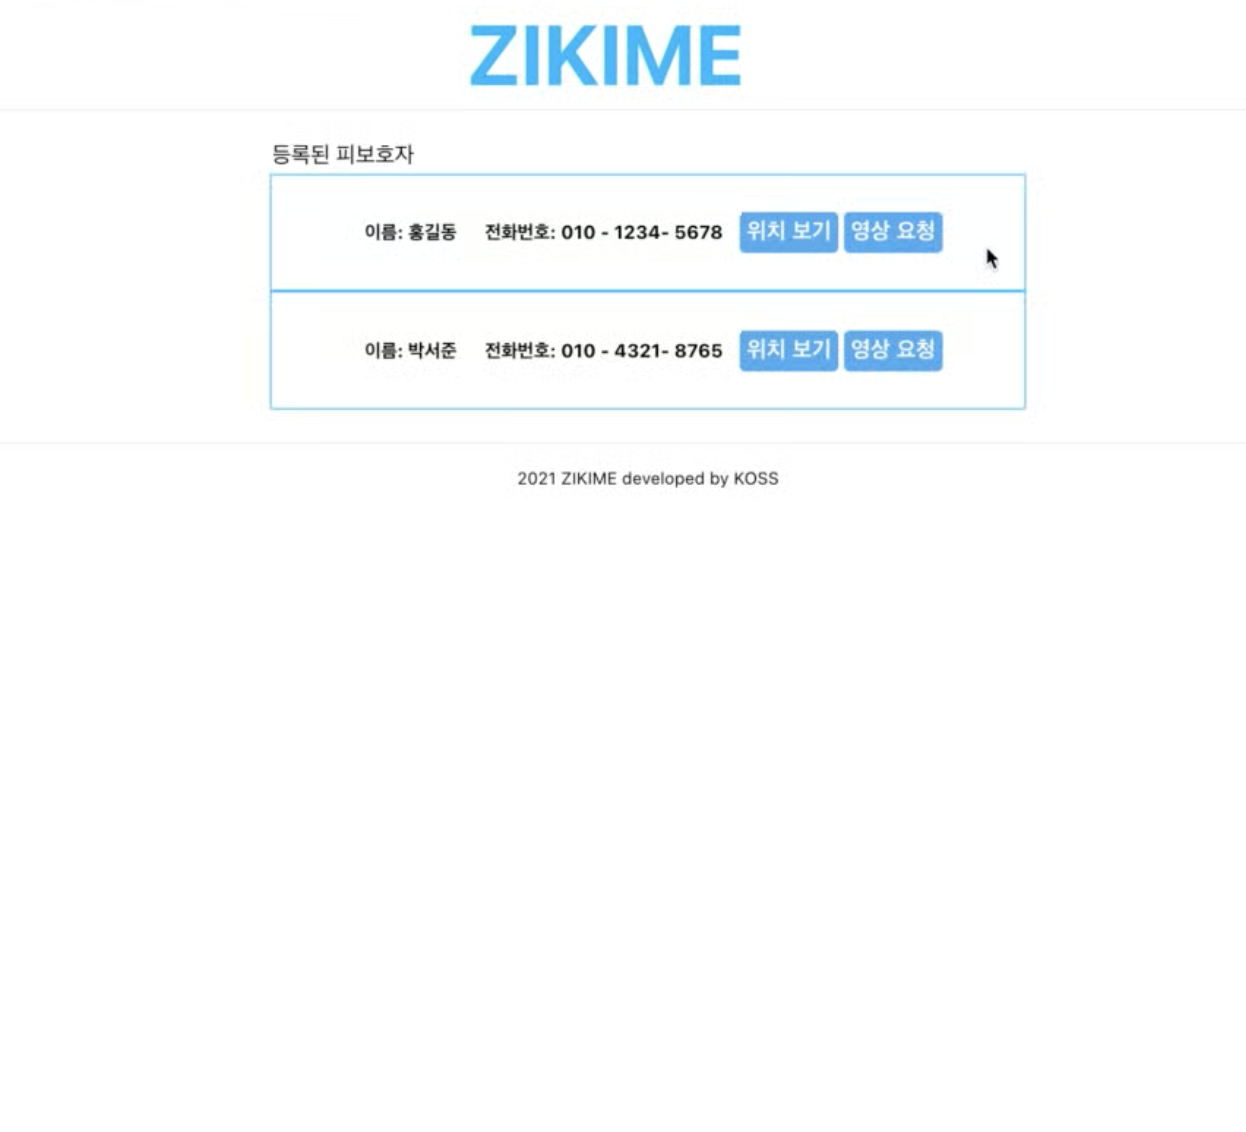 ZIKIME
등록된 피보호자
이름: 홍길동 전화번호: 010 - 1234- 5678 위치 보기 영상 요청
이름: 박서준 전화번호: 010 - 4321- 8765 위치 보기 영상 요청
2021 ZIKIME developed by KOSS